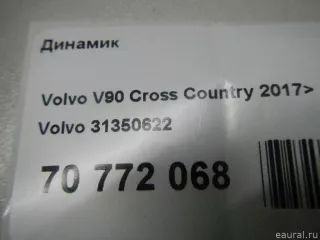 Динамик
Volvo V90 Cross Country 2017>
Volvo 31350622
70 772 068
eaural.ru